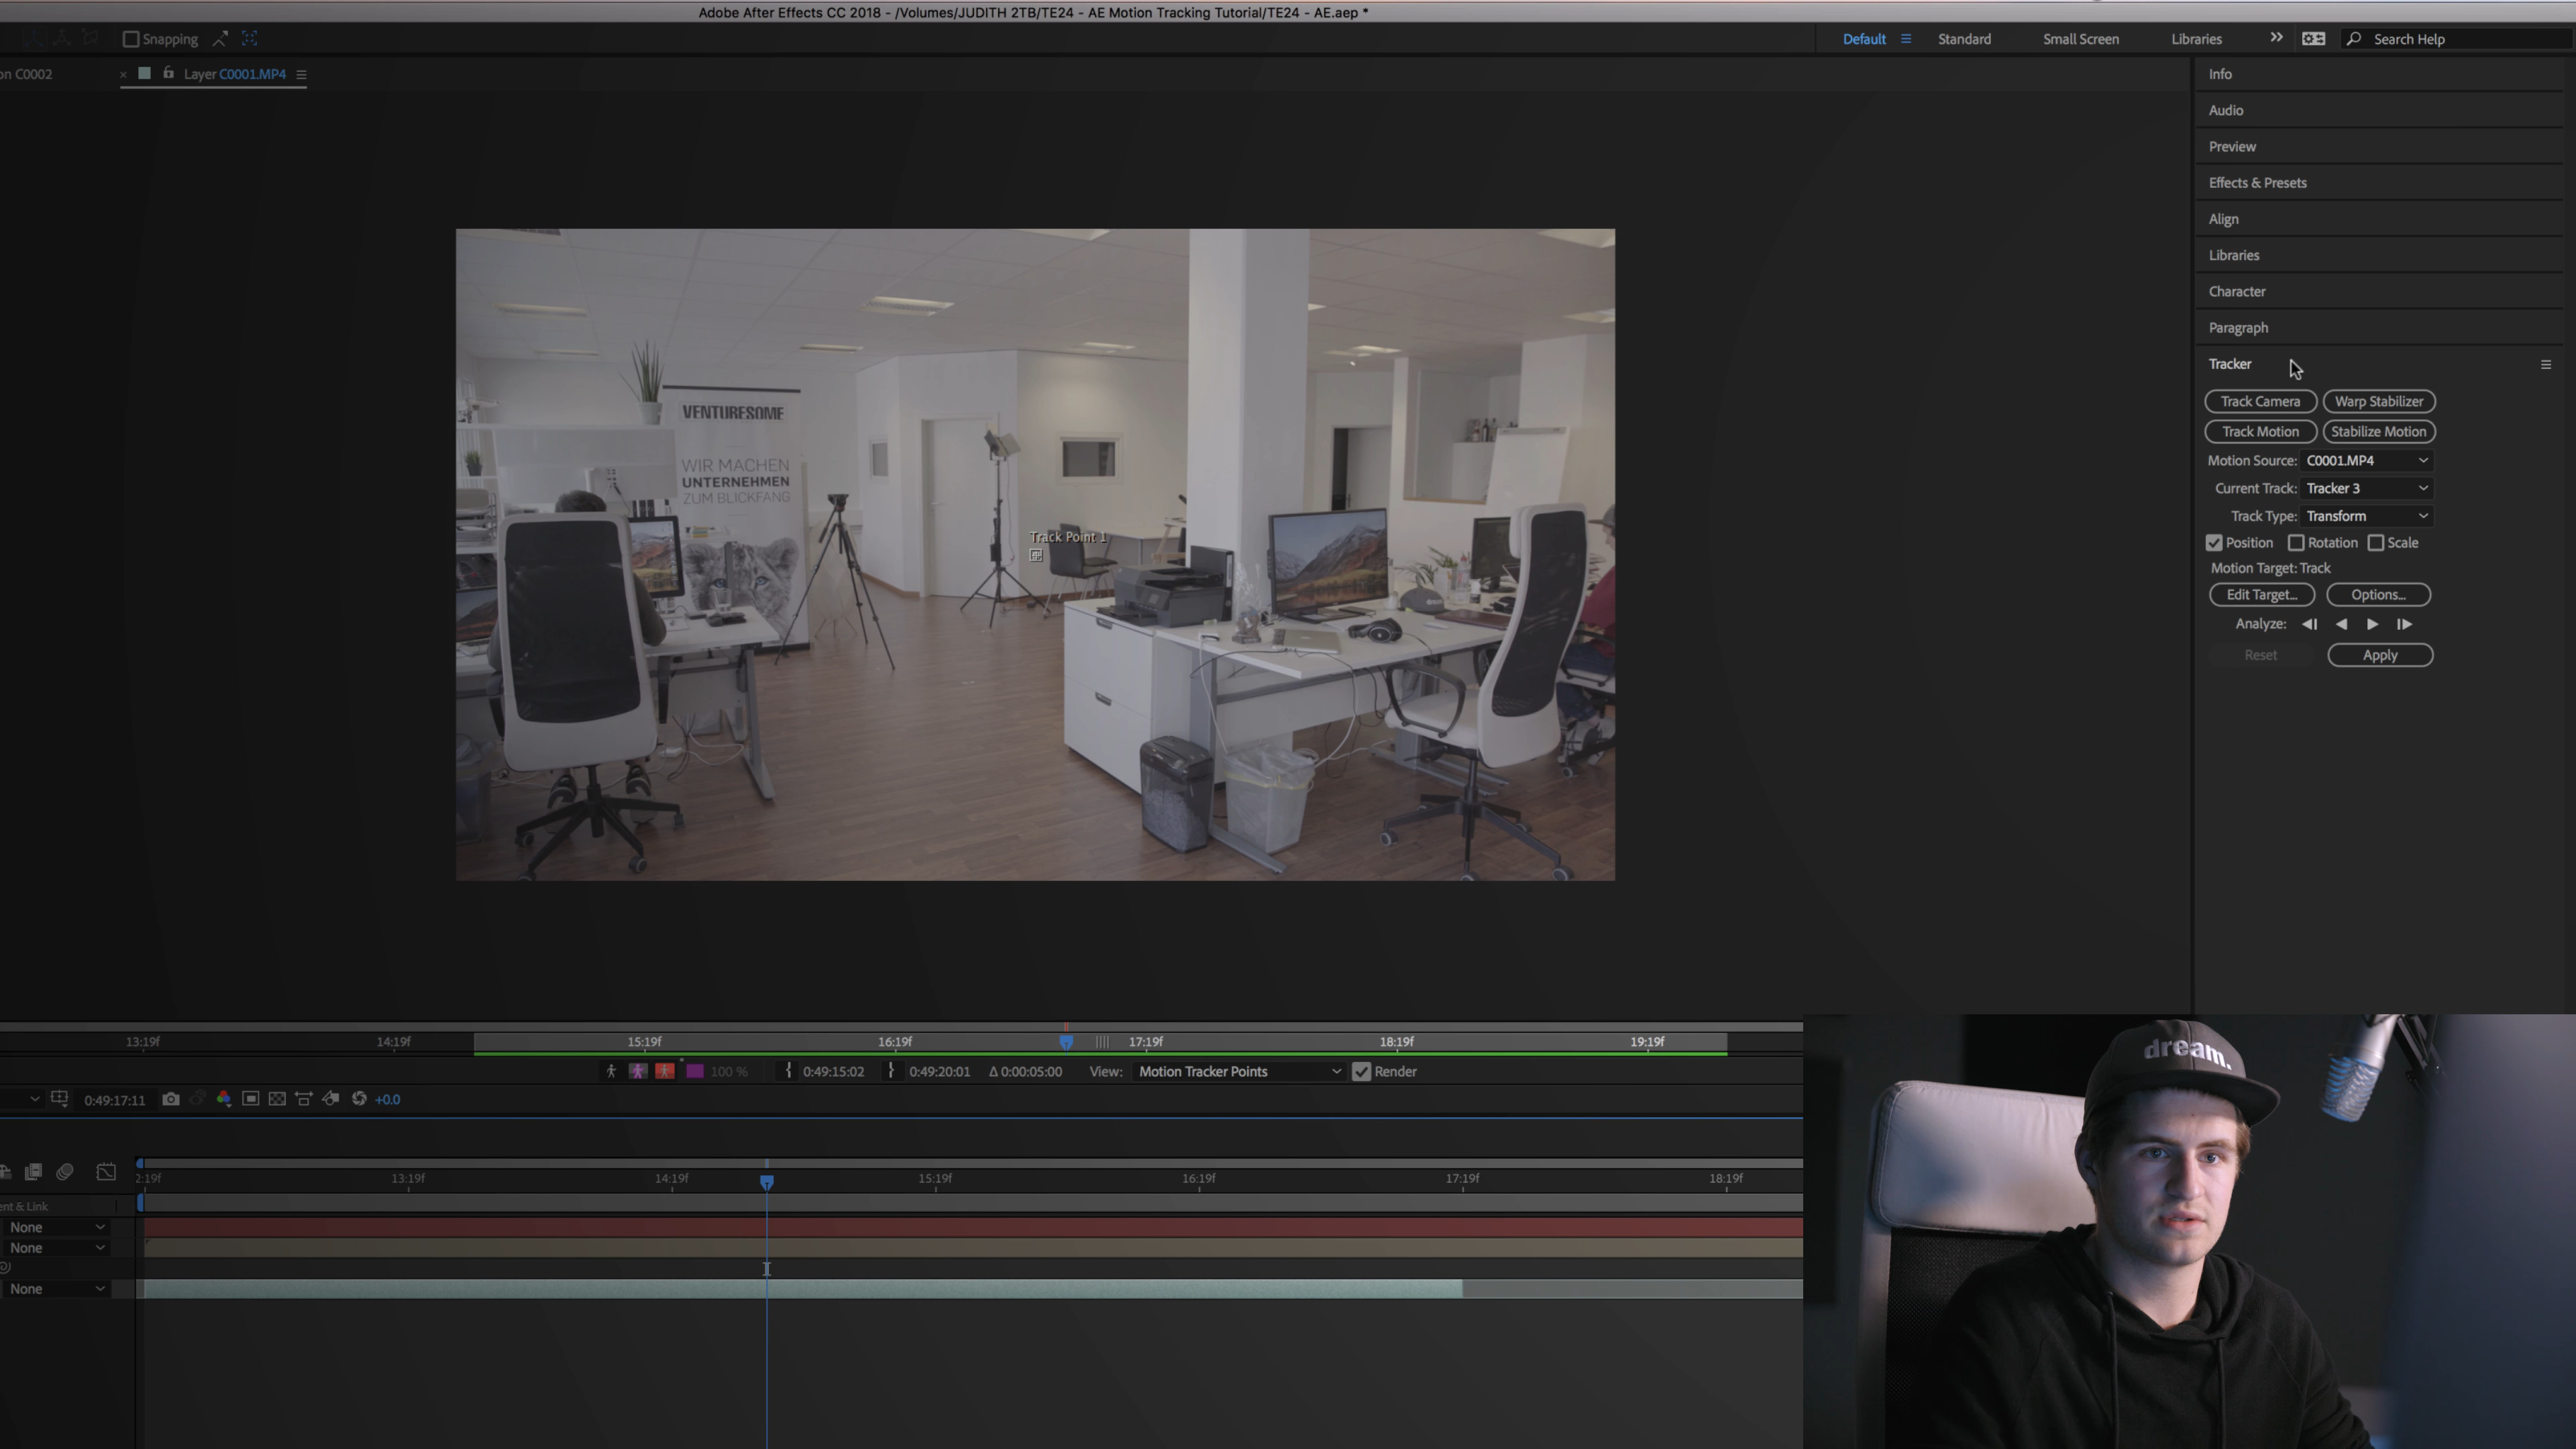 Adobe After Effects CC 2018 - /Volumes/JUDITH 2TB/TE24 - AE Motion Tracking Tutorial/TE24 - AE.aep *
Snapping
Default
Standard
Small Screen
Libraries
Search Help
on C0002
Layer C0001.MP4
Info
Audio
Preview
Effects & Presets
Align
Libraries
Character
Paragraph
Tracker
Track Camera
Warp Stabilizer
Track Motion
Stabilize Motion
Motion Source: C0001.MP4
Current Track: Tracker 3
Track Type: Transform
Position
Rotation
Scale
Motion Target: Track
Edit Target...
Options...
Analyze:
Reset
Apply
VENTURESOME
WIR MACHEN
UNTERNEHMEN
ZUM BLICKFANG
Track Point 1
13:19f
14:19f
15:19f
16:19f
17:19f
18:19f
19:19f
100 %
0:49:15:02
0:49:20:01
Δ 0:00:05:00
View: Motion Tracker Points
Render
0:49:17:11
+0.0
2:19f
13:19f
14:19f
15:19f
16:19f
17:19f
18:19f
ent & Link
None
None
None
dream.